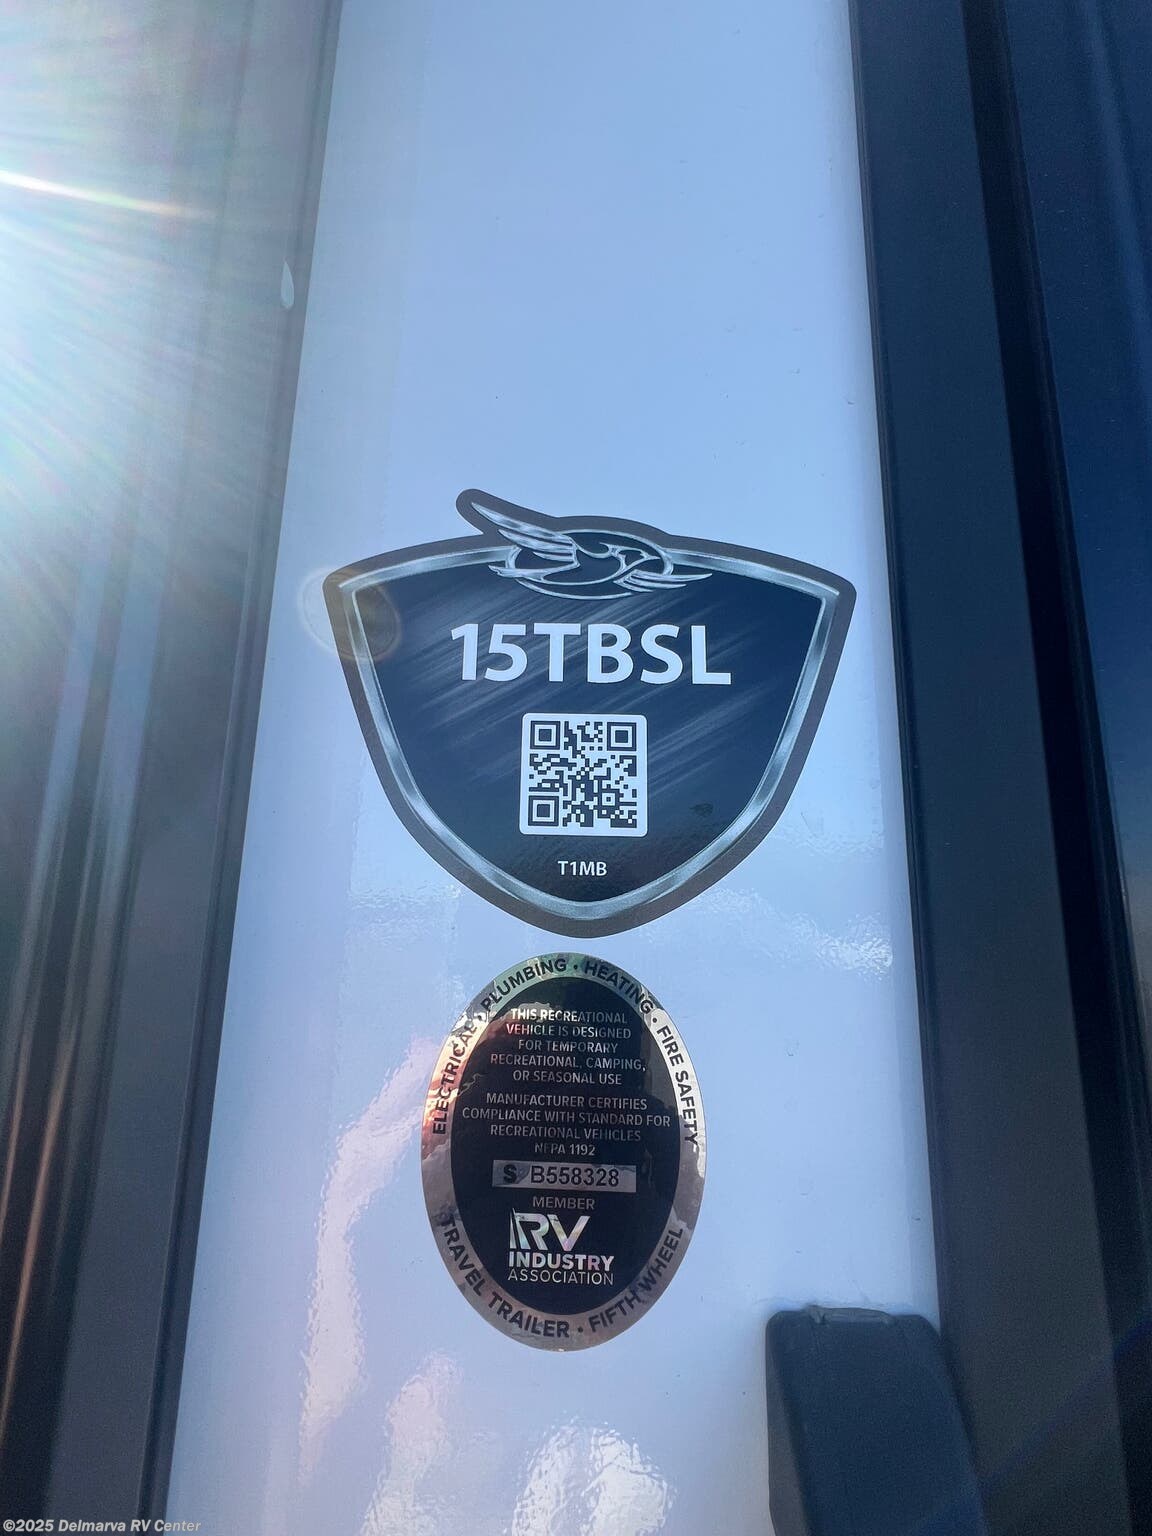 15TBSL
T1MB
ELECTRICAL • PLUMBING • HEATING • FIRE SAFETY
THIS RECREATIONAL
VEHICLE IS DESIGNED
FOR TEMPORARY
RECREATIONAL, CAMPING,
OR SEASONAL USE
MANUFACTURER CERTIFIES
COMPLIANCE WITH STANDARD FOR
RECREATIONAL VEHICLES
NFPA 1192
S B558328
MEMBER
RV
INDUSTRY
ASSOCIATION
TRAVEL TRAILER • FIFTH WHEEL
©2025 Delmarva RV Center